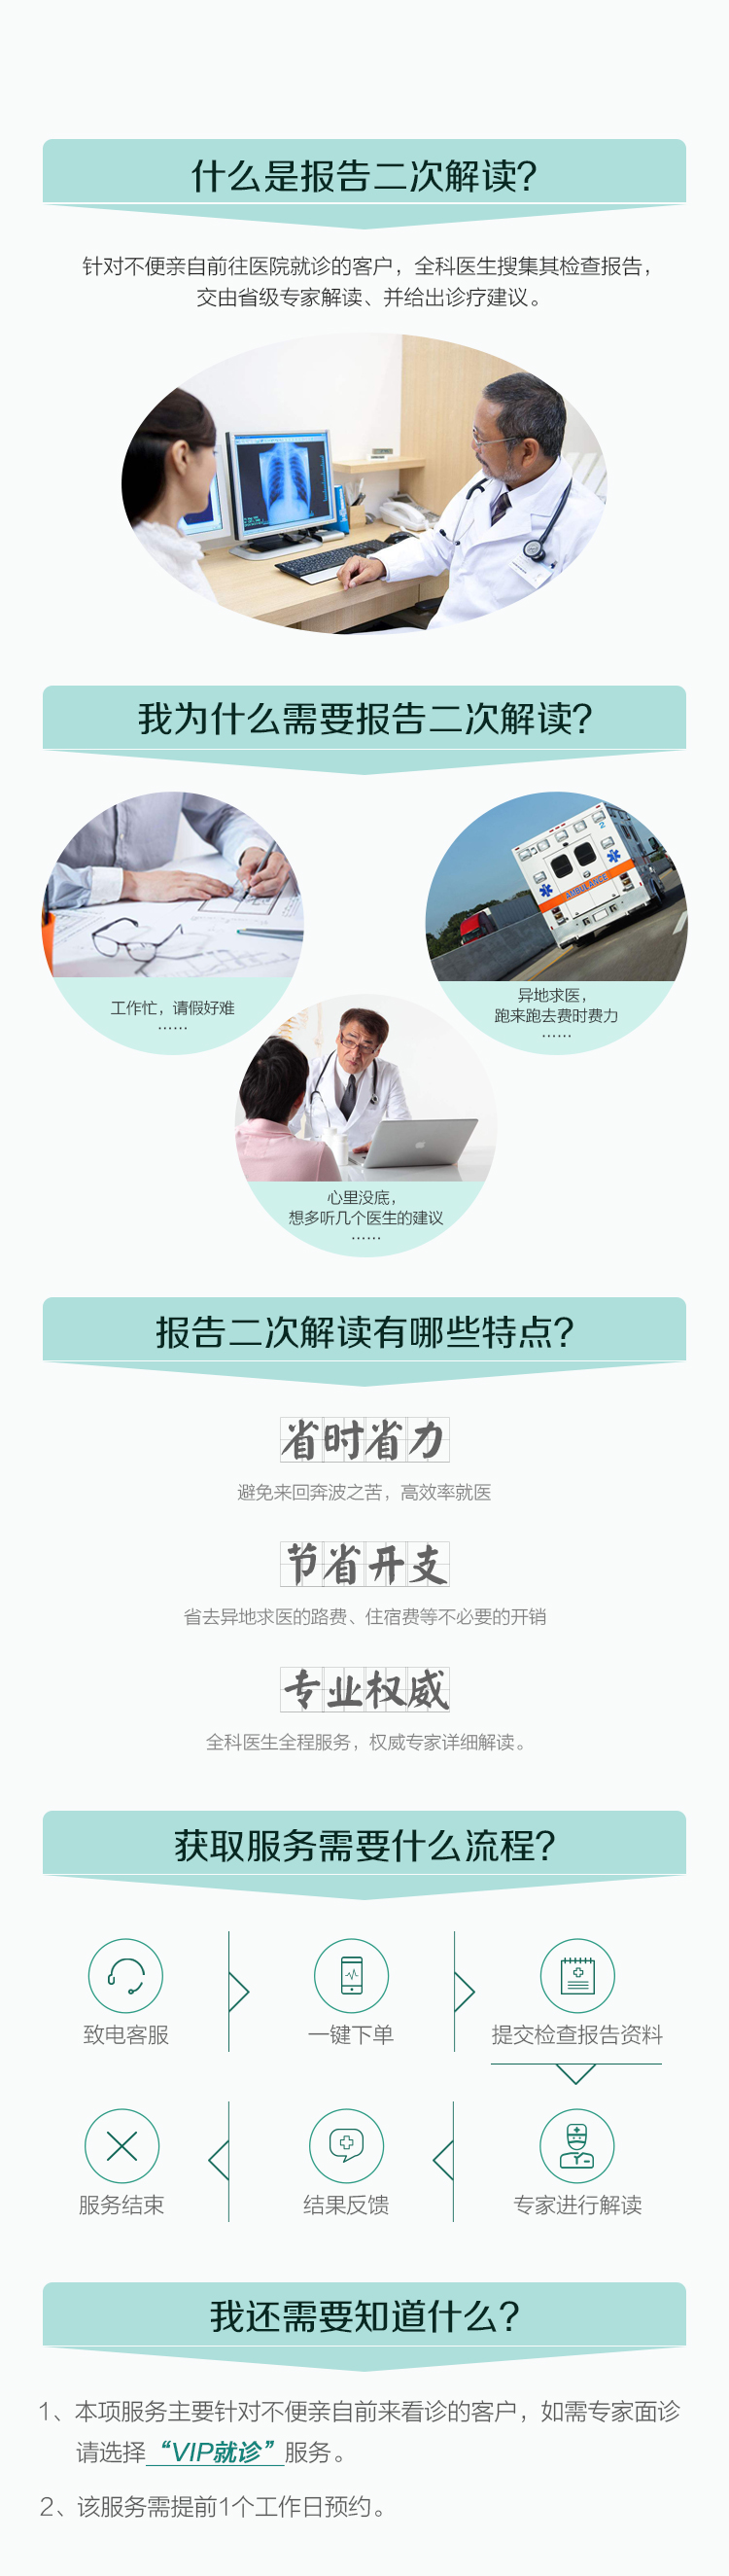 什么是报告二次解读?
针对不便亲自前往医院就诊的客户，全科医生搜集其检查报告，
交由省级专家解读、并给出诊疗建议。
我为什么需要报告二次解读?
AMBULANCE
工作忙，请假好难
……
异地求医，
跑来跑去费时费力
……
心里没底，
想多听几个医生的建议
……
报告二次解读有哪些特点?
省时省力
避免来回奔波之苦，高效率就医
节省开支
省去异地求医的路费、住宿费等不必要的开销
专业权威
全科医生全程服务，权威专家详细解读。
获取服务需要什么流程?
致电客服
一键下单
提交检查报告资料
专家进行解读
结果反馈
服务结束
我还需要知道什么?
1、本项服务主要针对不便亲自前来看诊的客户，如需专家面诊
请选择“VIP就诊”服务。
2、该服务需提前1个工作日预约。